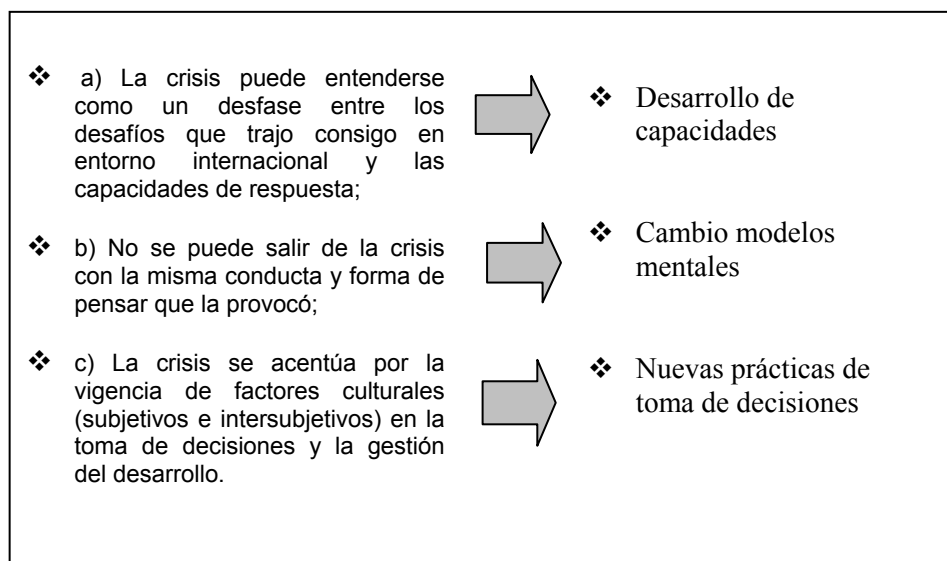 ❖ a) La crisis puede entenderse
como un desfase entre los
desafíos que trajo consigo en
entorno internacional y las
capacidades de respuesta;
❖ Desarrollo de
capacidades
❖ b) No se puede salir de la crisis
con la misma conducta y forma de
pensar que la provocó;
❖ Cambio modelos
mentales
❖ c) La crisis se acentúa por la
vigencia de factores culturales
(subjetivos e intersubjetivos) en la
toma de decisiones y la gestión
del desarrollo.
❖ Nuevas prácticas de
toma de decisiones